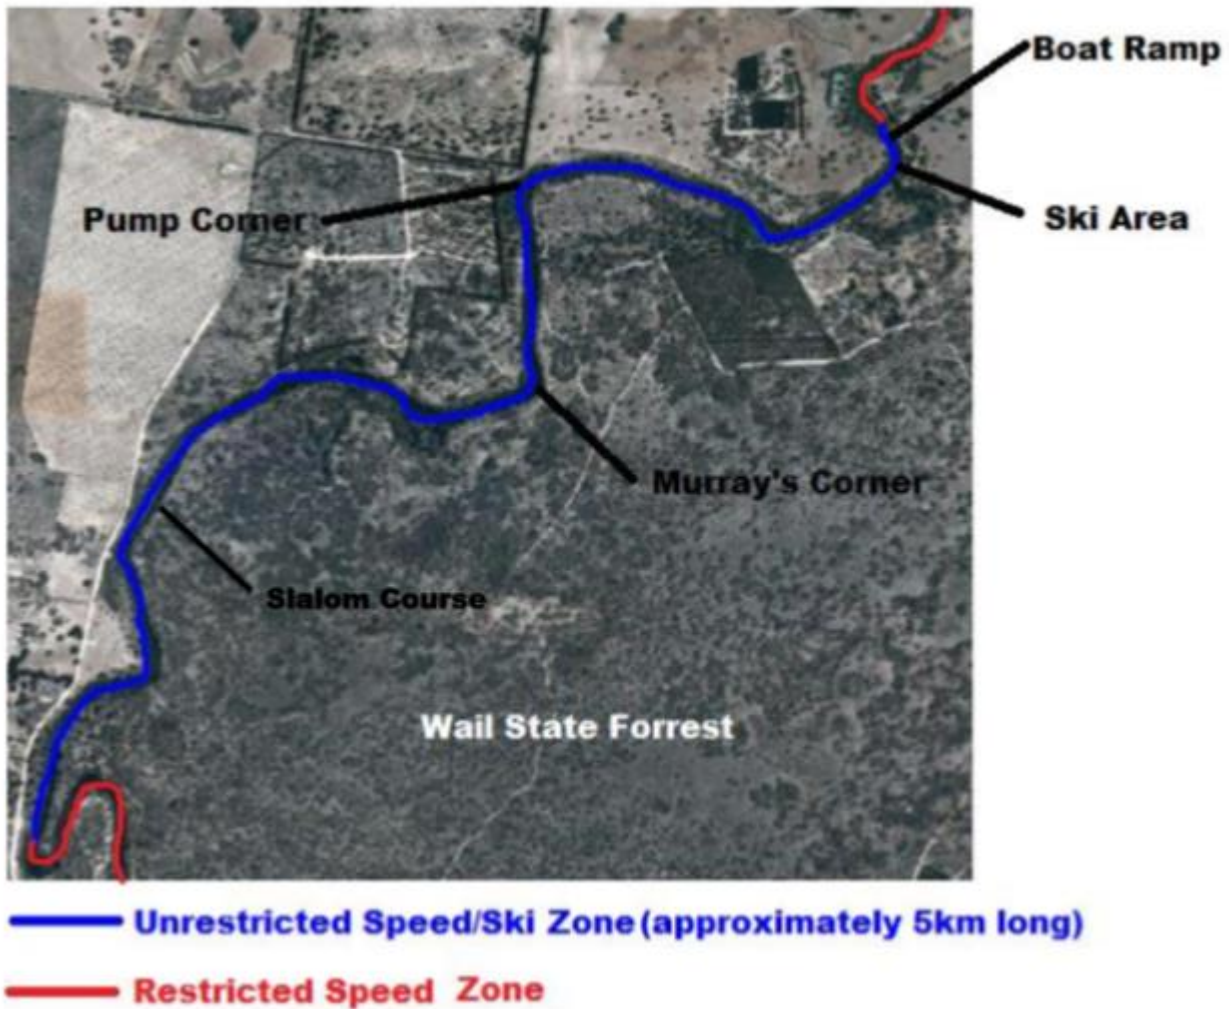 Boat Ramp
Pump Corner
Ski Area
Murray's Corner
Slalom Course
Wail State Forrest
Unrestricted Speed/Ski Zone (approximately 5km long)
Restricted Speed Zone